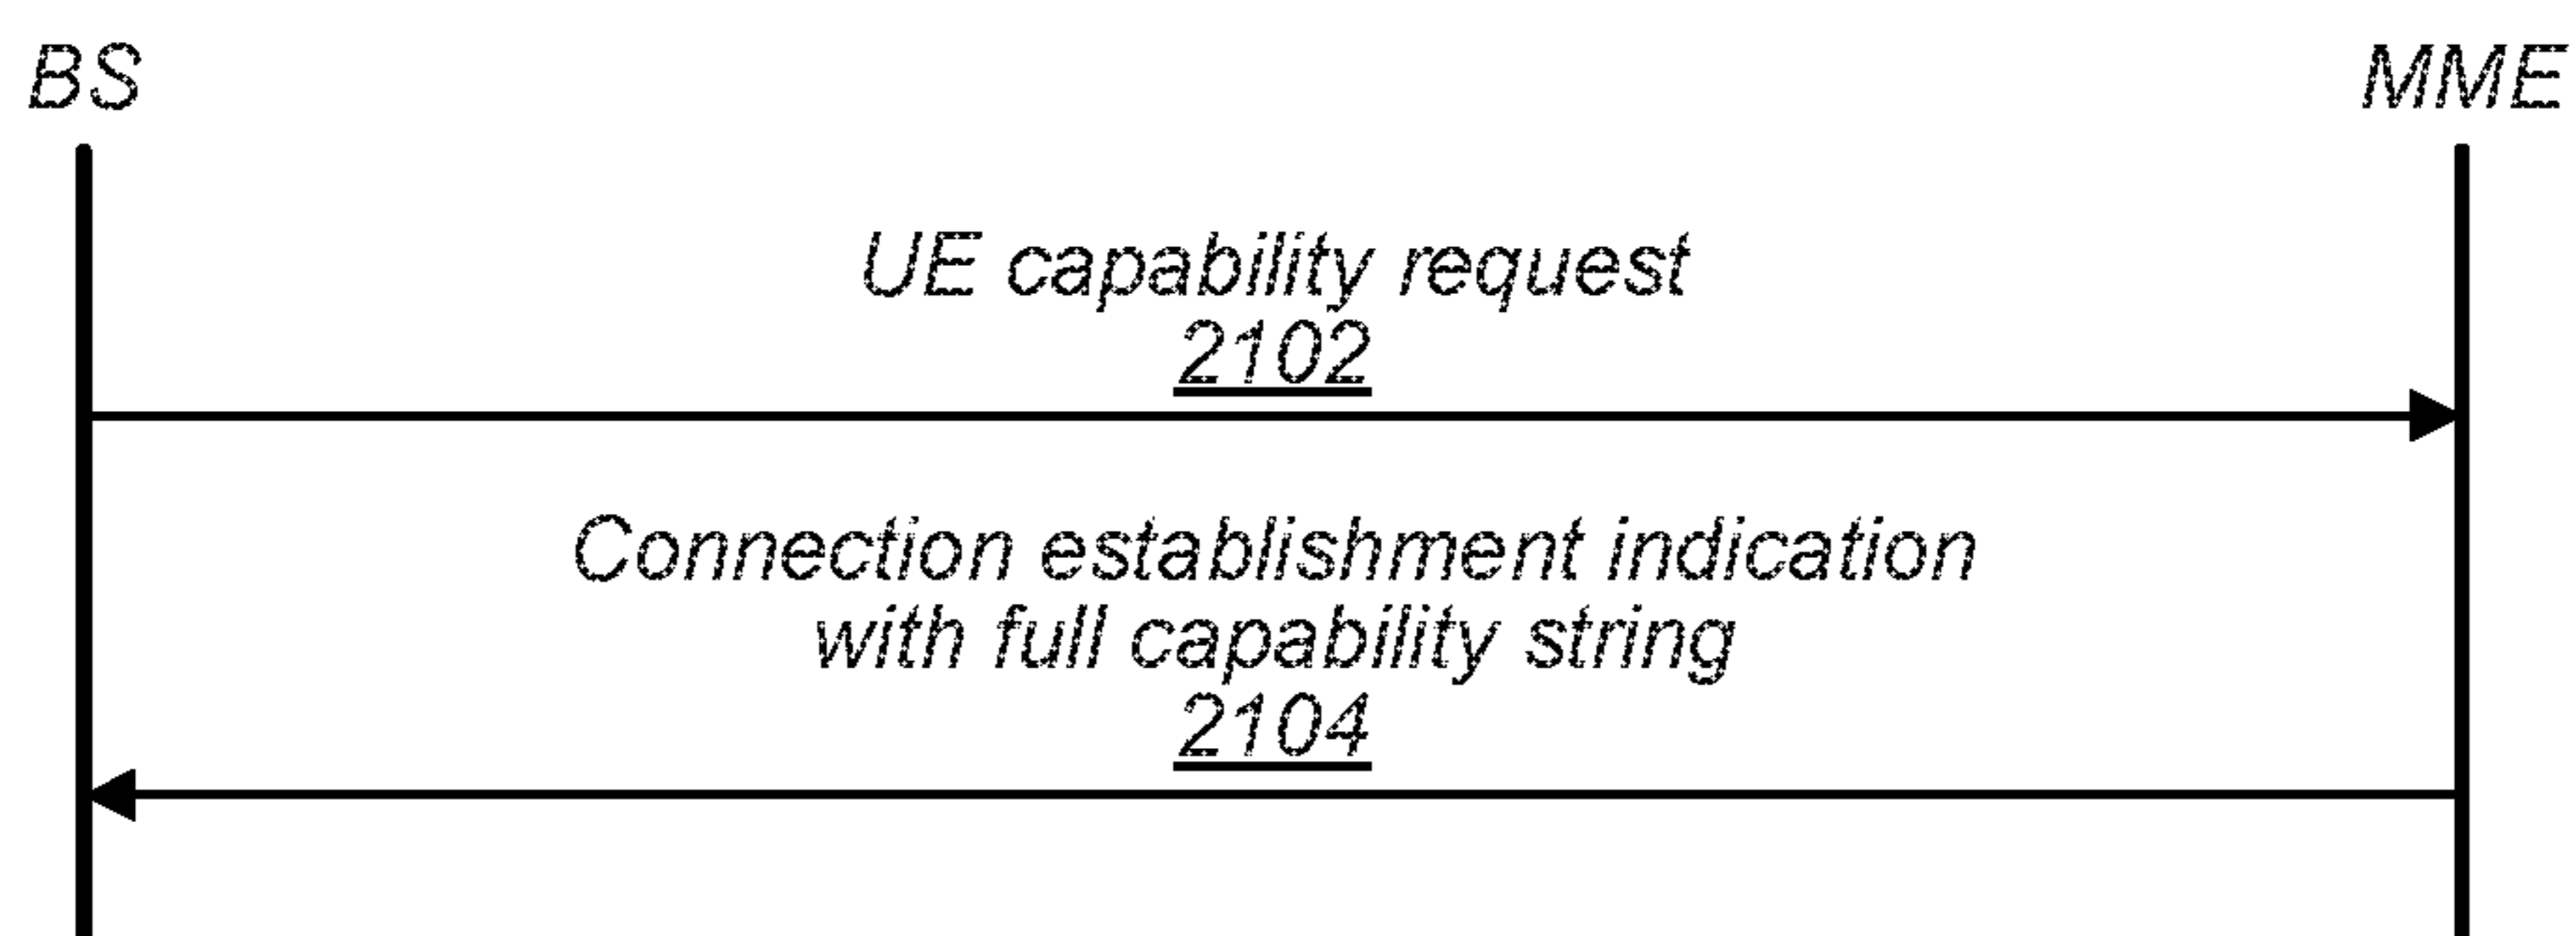 BS
MME
UE capability request
2102
Connection establishment indication
with full capability string
2104